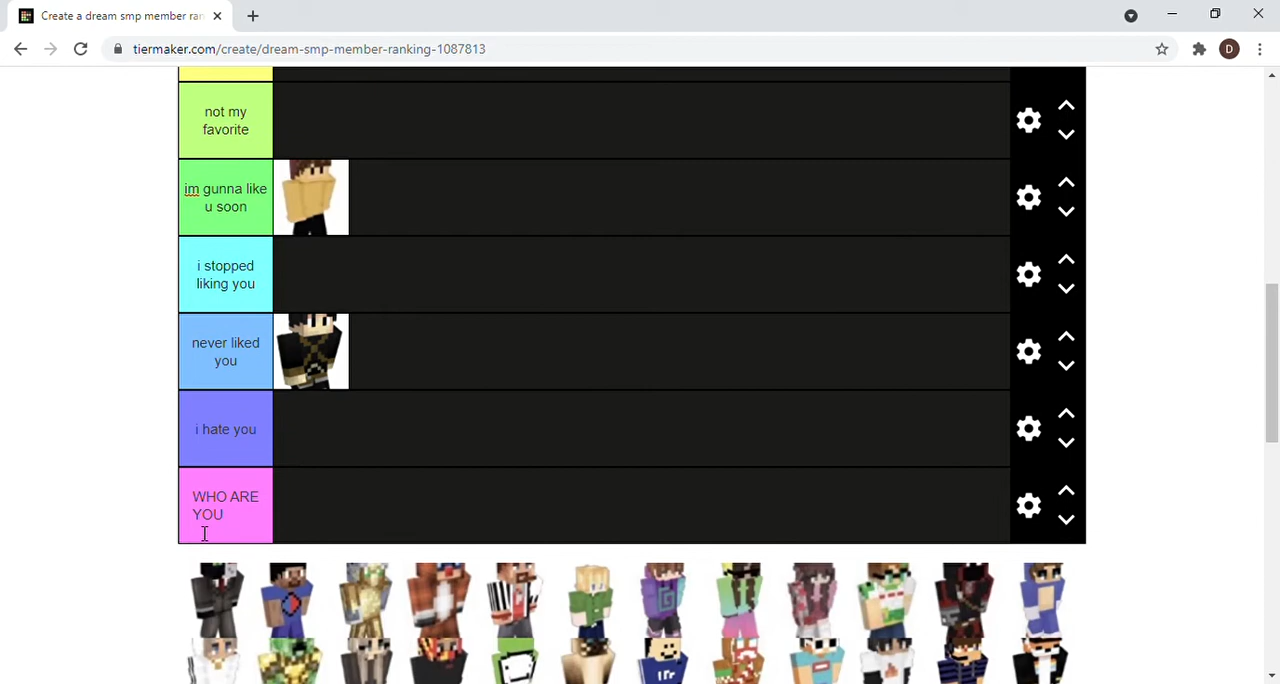 Create a dream smp member ran
tiermaker.com/create/dream-smp-member-ranking-1087813
D
not my
favorite
im gunna like
u soon
i stopped
liking you
never liked
you
i hate you
WHO ARE
YOU